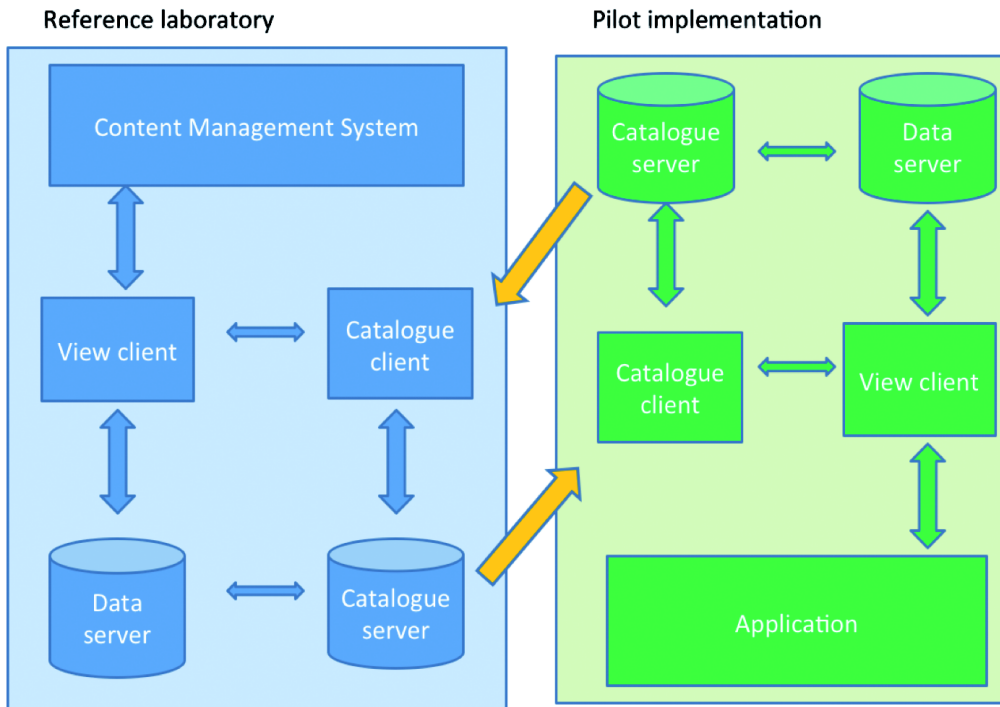 Reference laboratory
Content Management System
View client
Catalogue
client
Data
server
Catalogue
server
Pilot implementation
Catalogue
server
Data
server
Catalogue
client
View client
Application